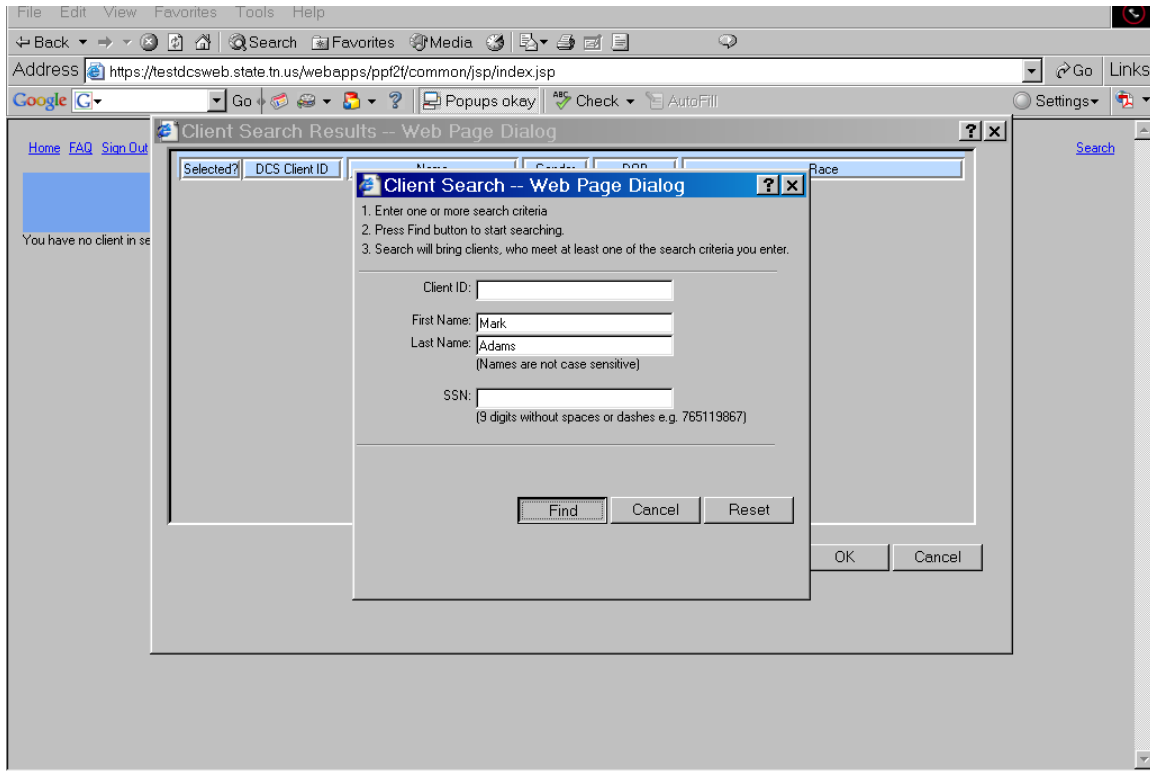 File Edit View Favorites Tools Help
Back Search Favorites Media
Address https://testdcsweb.state.tn.us/webapps/ppf2f/common/jsp/index.jsp Go Links
Google G Go Popups okay ABC Check AutoFill Settings
Client Search Results -- Web Page Dialog
Home FAQ Sign Out Search
Selected? DCS Client ID Name Gender DOB Race
Client Search -- Web Page Dialog
1. Enter one or more search criteria
2. Press Find button to start searching.
You have no client in se
3. Search will bring clients, who meet at least one of the search criteria you enter.
Client ID:
First Name: Mark
Last Name: Adams
(Names are not case sensitive)
SSN:
(9 digits without spaces or dashes e.g. 765119867)
Find Cancel Reset
OK Cancel